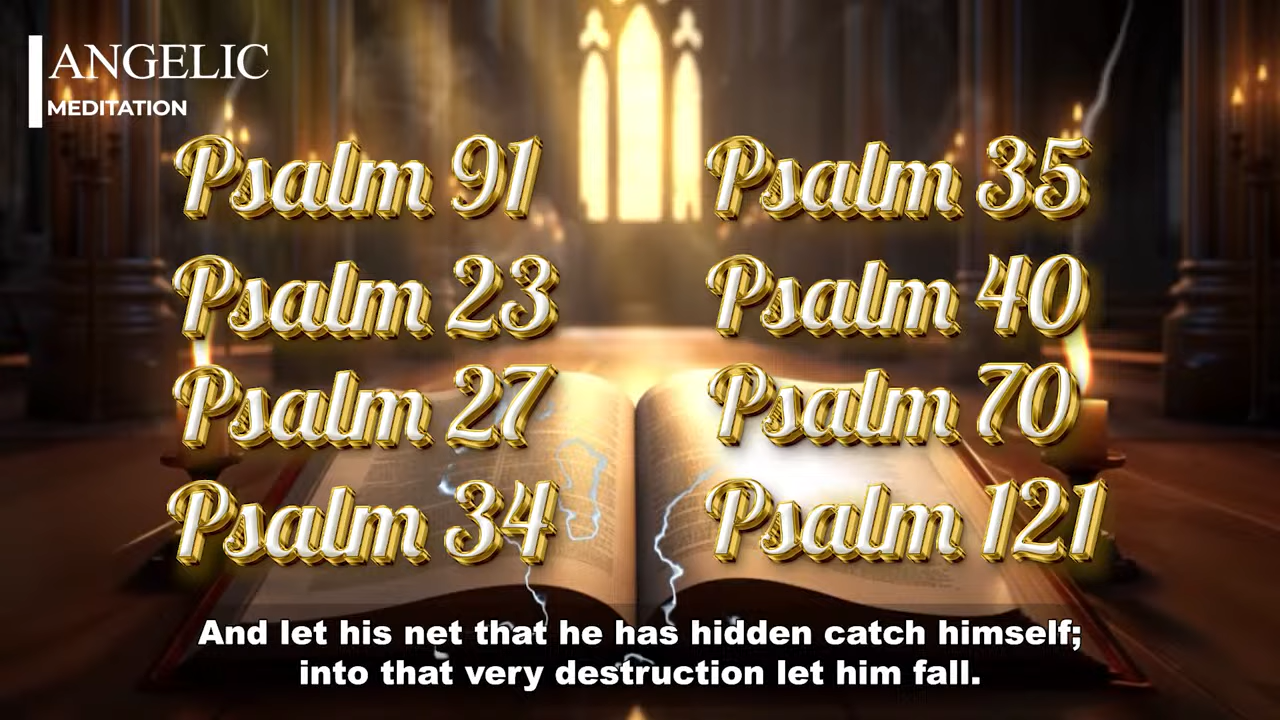 ANGELIC
MEDITATION
Psalm 91
Psalm 23
Psalm 27
Psalm 34
Psalm 35
Psalm 40
Psalm 70
Psalm 121
And let his net that he has hidden catch himself;
into that very destruction let him fall.